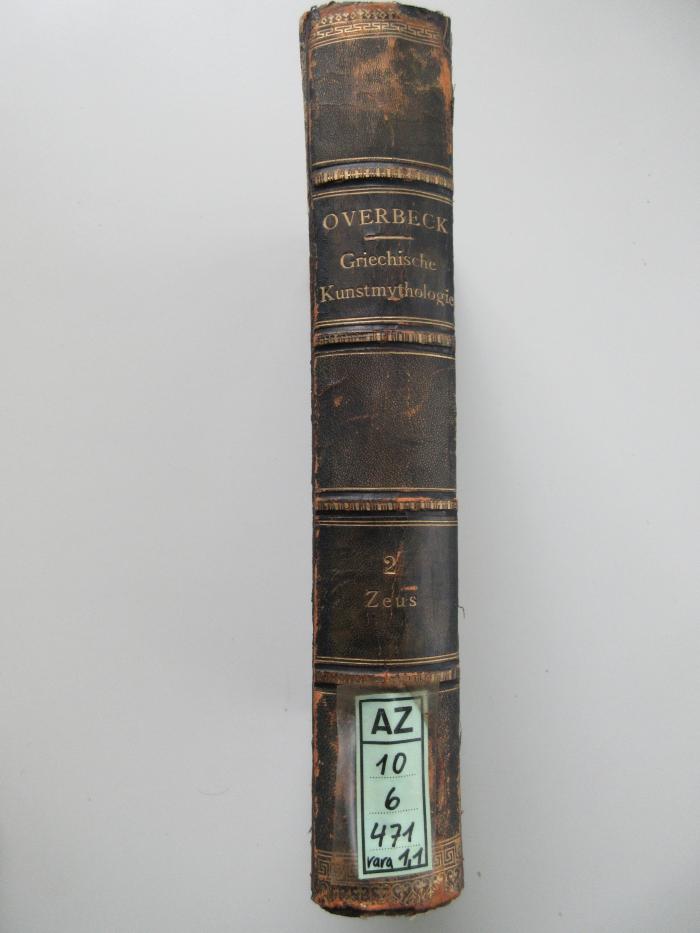 OVERBECK
Griechische
Kunstmythologie
2
Zeus
AZ
10
6
471
rara 1,1